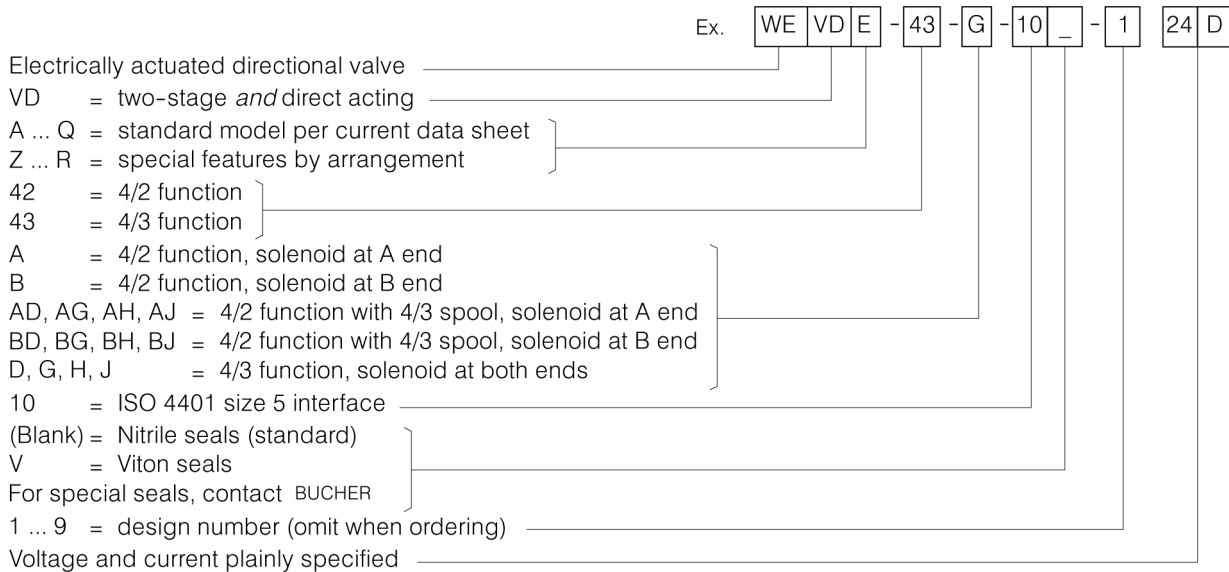 Ex. WE VD E - 43 - G - 10 _ - 1 24 D
Electrically actuated directional valve
VD = two-stage and direct acting
A ... Q = standard model per current data sheet
Z ... R = special features by arrangement
42 = 4/2 function
43 = 4/3 function
A = 4/2 function, solenoid at A end
B = 4/2 function, solenoid at B end
AD, AG, AH, AJ = 4/2 function with 4/3 spool, solenoid at A end
BD, BG, BH, BJ = 4/2 function with 4/3 spool, solenoid at B end
D, G, H, J = 4/3 function, solenoid at both ends
10 = ISO 4401 size 5 interface
(Blank) = Nitrile seals (standard)
V = Viton seals
For special seals, contact BUCHER
1 ... 9 = design number (omit when ordering)
Voltage and current plainly specified